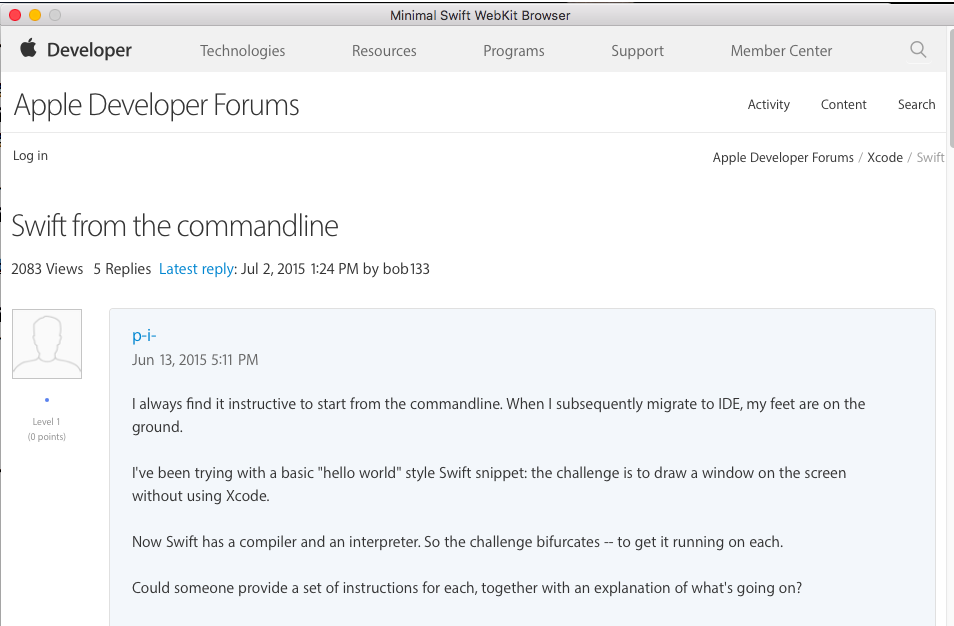 Minimal Swift WebKit Browser
Developer Technologies Resources Programs Support Member Center
Apple Developer Forums Activity Content Search
Log in Apple Developer Forums / Xcode / Swift
Swift from the commandline
2083 Views 5 Replies Latest reply: Jul 2, 2015 1:24 PM by bob133
p-i-
Jun 13, 2015 5:11 PM
Level 1
(0 points)
I always find it instructive to start from the commandline. When I subsequently migrate to IDE, my feet are on the
ground.
I've been trying with a basic "hello world" style Swift snippet: the challenge is to draw a window on the screen
without using Xcode.
Now Swift has a compiler and an interpreter. So the challenge bifurcates -- to get it running on each.
Could someone provide a set of instructions for each, together with an explanation of what's going on?